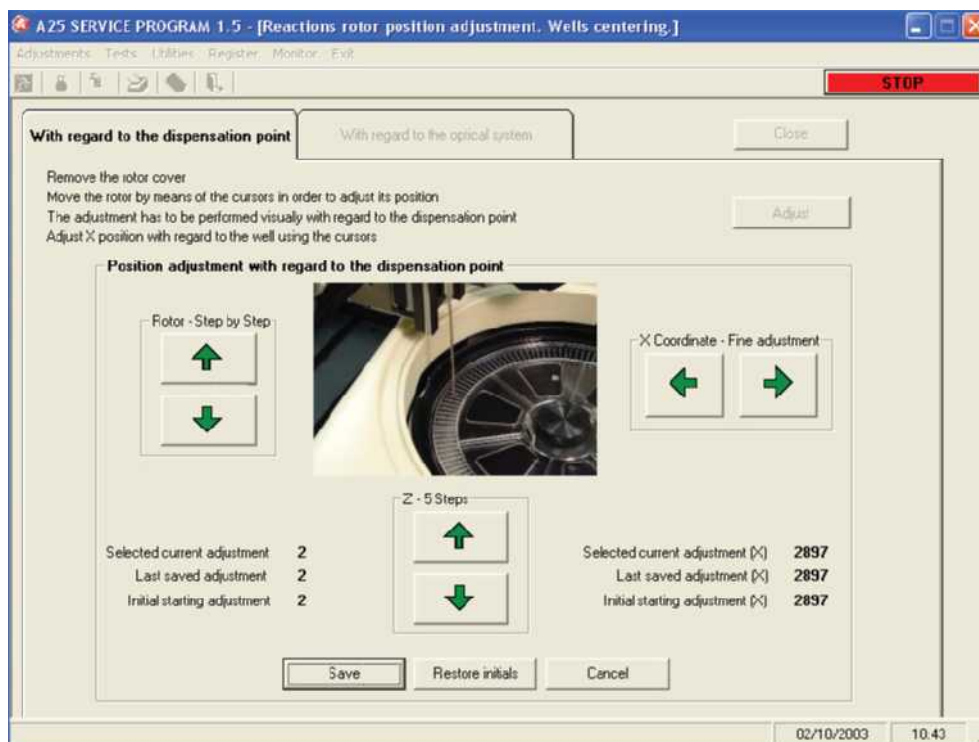 A25 SERVICE PROGRAM 1.5 - [Reactions rotor position adjustment. Wells centering.]
Adjustments Tests Utilities Register Monitor Exit
STOP
With regard to the dispensation point
With regard to the optical system
Close
Remove the rotor cover
Move the rotor by means of the cursors in order to adjust its position
The adjustment has to be performed visually with regard to the dispensation point
Adjust X position with regard to the well using the cursors
Adjust
Position adjustment with regard to the dispensation point
Rotor - Step by Step
X Coordinate - Fine adjustment
Z - 5 Steps
Selected current adjustment 2
Last saved adjustment 2
Initial starting adjustment 2
Selected current adjustment (X) 2897
Last saved adjustment (X) 2897
Initial starting adjustment (X) 2897
Save
Restore initials
Cancel
02/10/2003
10:43